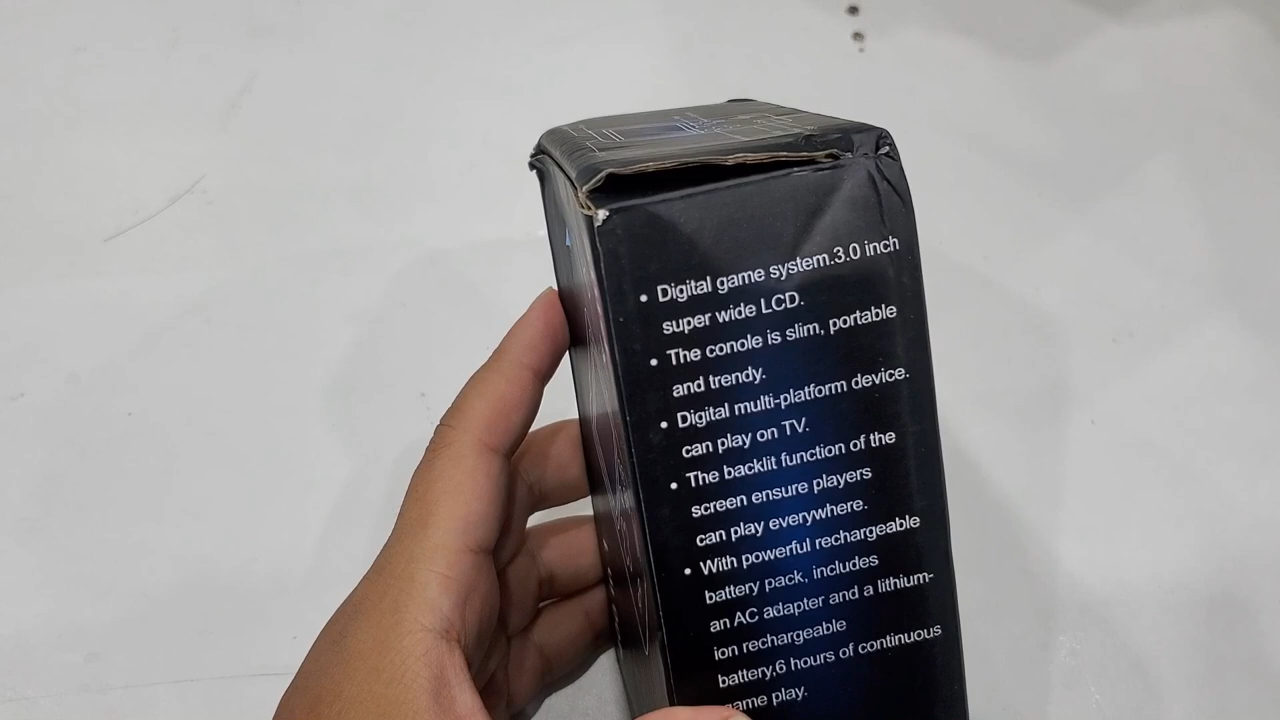 • Digital game system.3.0 inch
super wide LCD.
• The conole is slim, portable
and trendy.
• Digital multi-platform device.
can play on TV.
• The backlit function of the
screen ensure players
can play everywhere.
• With powerful rechargeable
battery pack, includes
an AC adapter and a lithium-
ion rechargeable
battery,6 hours of continuous
game play.